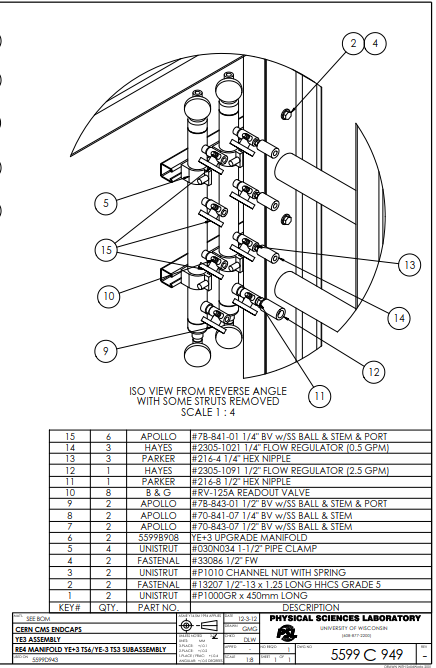 2
4
5
15
10
9
13
14
12
11
ISO VIEW FROM REVERSE ANGLE
WITH SOME STRUTS REMOVED
SCALE 1 : 4
15 6 APOLLO #7B-841-01 1/4" BV w/SS BALL & STEM & PORT
14 3 HAYES #2305-1021 1/4" FLOW REGULATOR (0.5 GPM)
13 3 PARKER #216-4 1/4" HEX NIPPLE
12 1 HAYES #2305-1091 1/2" FLOW REGULATOR (2.5 GPM)
11 1 PARKER #216-8 1/2" HEX NIPPLE
10 8 B & G #RV-125A READOUT VALVE
9 2 APOLLO #7B-843-01 1/2" BV w/SS BALL & STEM & PORT
8 2 APOLLO #70-841-07 1/4" BV w/SS BALL & STEM
7 2 APOLLO #70-843-07 1/2" BV w/SS BALL & STEM
6 2 5599B908 YE+3 UPGRADE MANIFOLD
5 4 UNISTRUT #030N034 1-1/2" PIPE CLAMP
4 2 FASTENAL #33086 1/2" FW
3 2 UNISTRUT #P1010 CHANNEL NUT WITH SPRING
2 2 FASTENAL #13207 1/2"-13 x 1.25 LONG HHCS GRADE 5
1 2 UNISTRUT #P1000GR x 450mm LONG
KEY# QTY. PART NO. DESCRIPTION
SEE BOM
12-3-12
PHYSICAL SCIENCES LABORATORY
CERN CMS ENDCAPS
GMG
UNIVERSITY OF WISCONSIN
YE3 ASSEMBLY
DLW
RE4 MANIFOLD YE+3 TS6/YE-3 TS3 SUBASSEMBLY
5599D943
1:8
5599 C 949
REV